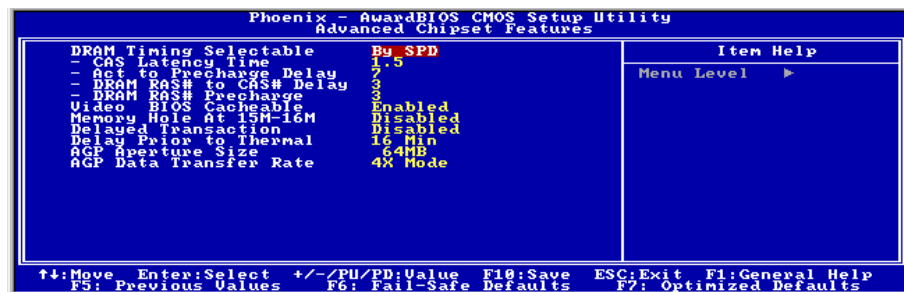 Phoenix - AwardBIOS CMOS Setup Utility
Advanced Chipset Features
DRAM Timing Selectable By SPD
- CAS Latency Time 1.5
- Act to Precharge Delay 7
- DRAM RAS# to CAS# Delay 3
- DRAM RAS# Precharge 3
Video BIOS Cacheable Enabled
Memory Hole At 15M-16M Disabled
Delayed Transaction Disabled
Delay Prior to Thermal 16 Min
AGP Aperture Size 64MB
AGP Data Transfer Rate 4X Mode
Item Help
Menu Level ►
↑↓:Move Enter:Select +/-/PU/PD:Value F10:Save ESC:Exit F1:General Help
F5: Previous Values F6: Fail-Safe Defaults F7: Optimized Defaults